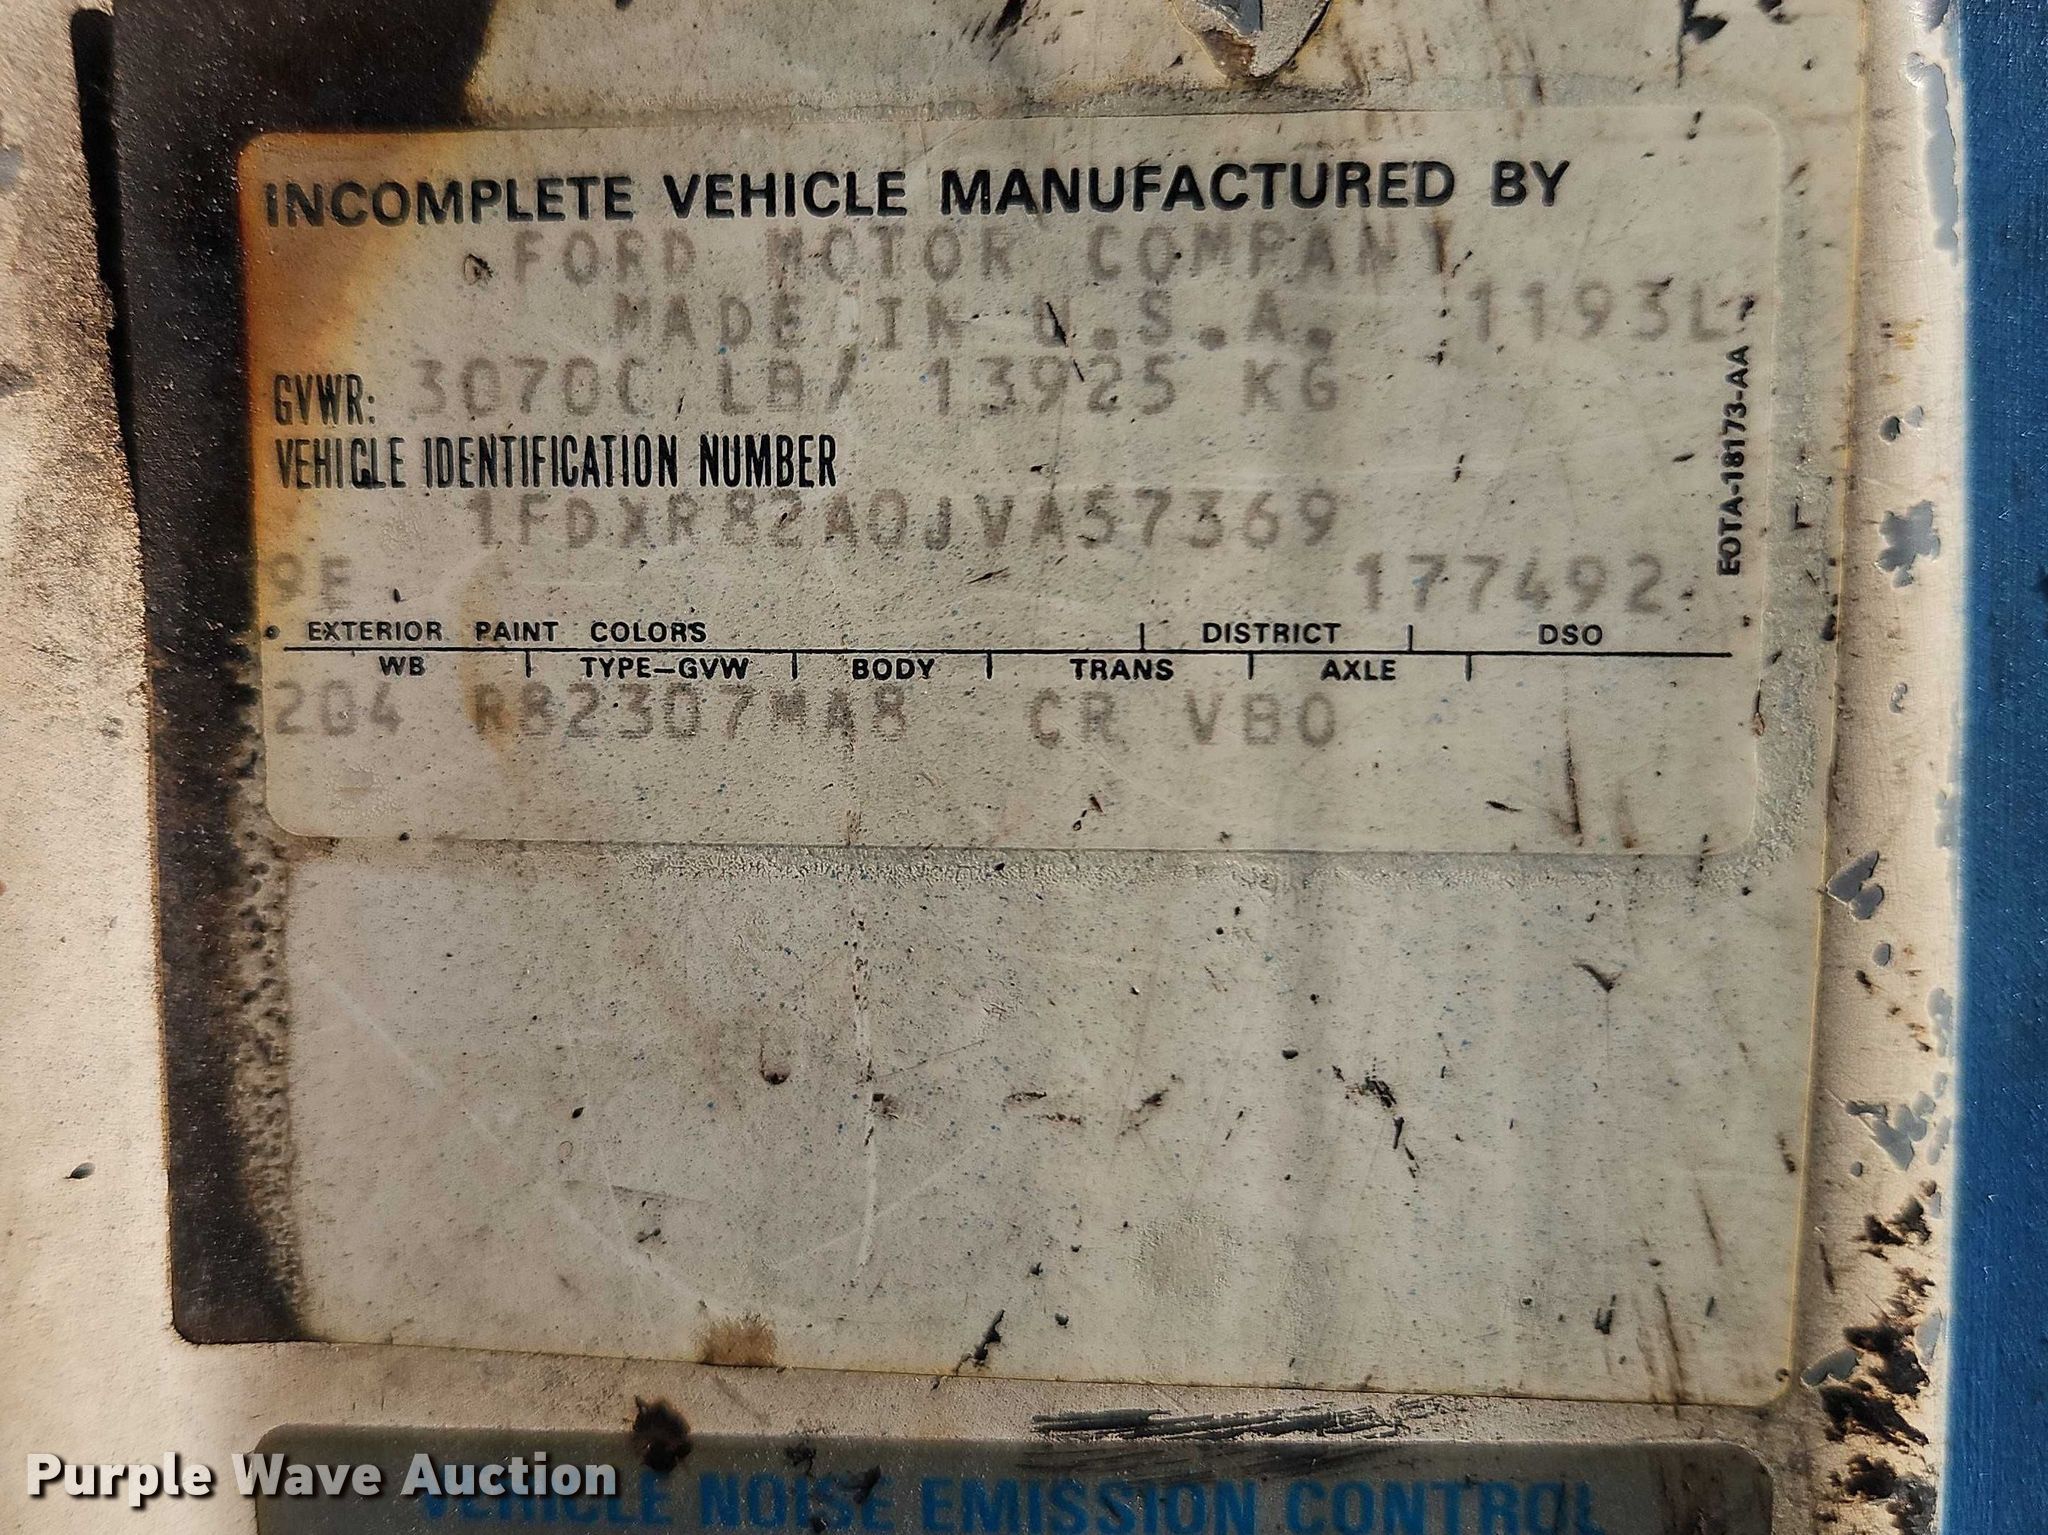 INCOMPLETE VEHICLE MANUFACTURED BY
FORD MOTOR COMPANY
MADE IN U.S.A. 1193L
GVWR: 30700 LB/ 13925 KG
VEHICLE IDENTIFICATION NUMBER
1FDXR82A0JVA57369
9E 177492
EXTERIOR PAINT COLORS DISTRICT DSO
WB TYPE-GVW BODY TRANS AXLE
204 R82307MA8 CR VB0
EOTA-18173-AA
VEHICLE NOISE EMISSION CONTROL
Purple Wave Auction